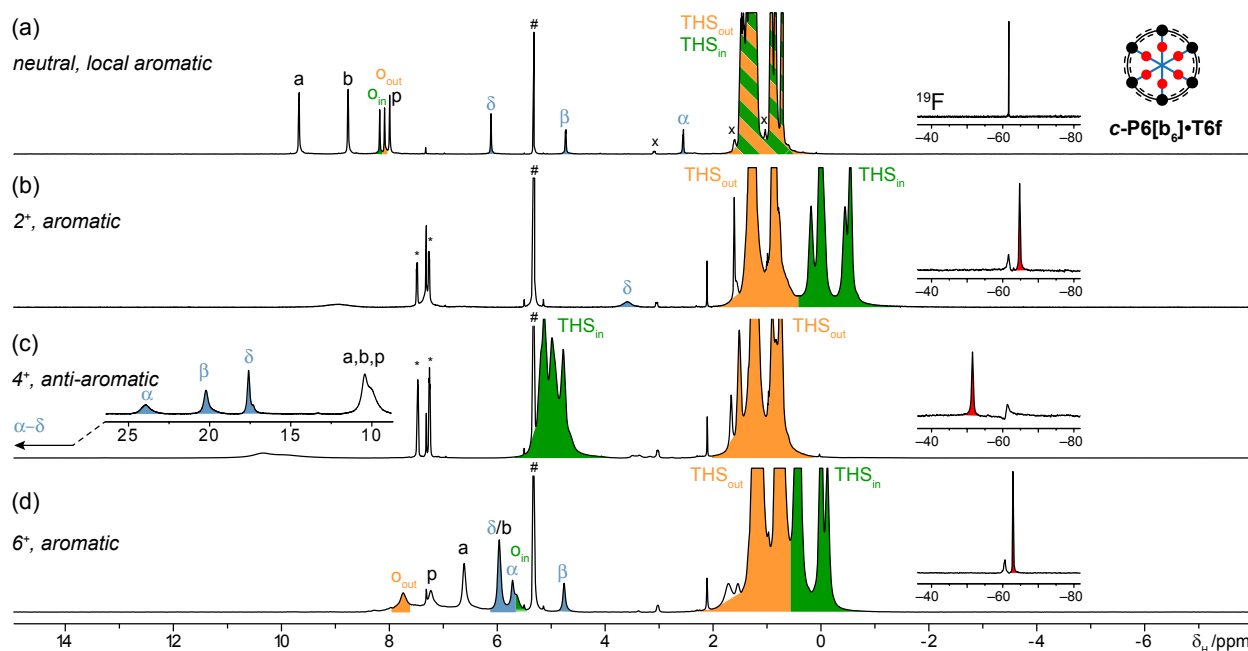 (a)
neutral, local aromatic
a
b
o_in
o_out
p
δ
#
β
α
x
x
x
THS_out
THS_in
¹⁹F
−40
−60
−80
c-P6[b₆]•T6f
(b)
2⁺, aromatic
*
*
#
δ
THS_out
THS_in
−40
−60
−80
(c)
4⁺, anti-aromatic
α
β
δ
a,b,p
25
20
15
10
α–δ
*
*
#
THS_in
THS_out
−40
−60
−80
(d)
6⁺, aromatic
o_out
p
a
δ/b
α
o_in
#
β
THS_out
THS_in
−40
−60
−80
14
12
10
8
6
4
2
0
-2
-4
-6
δ_H/ppm